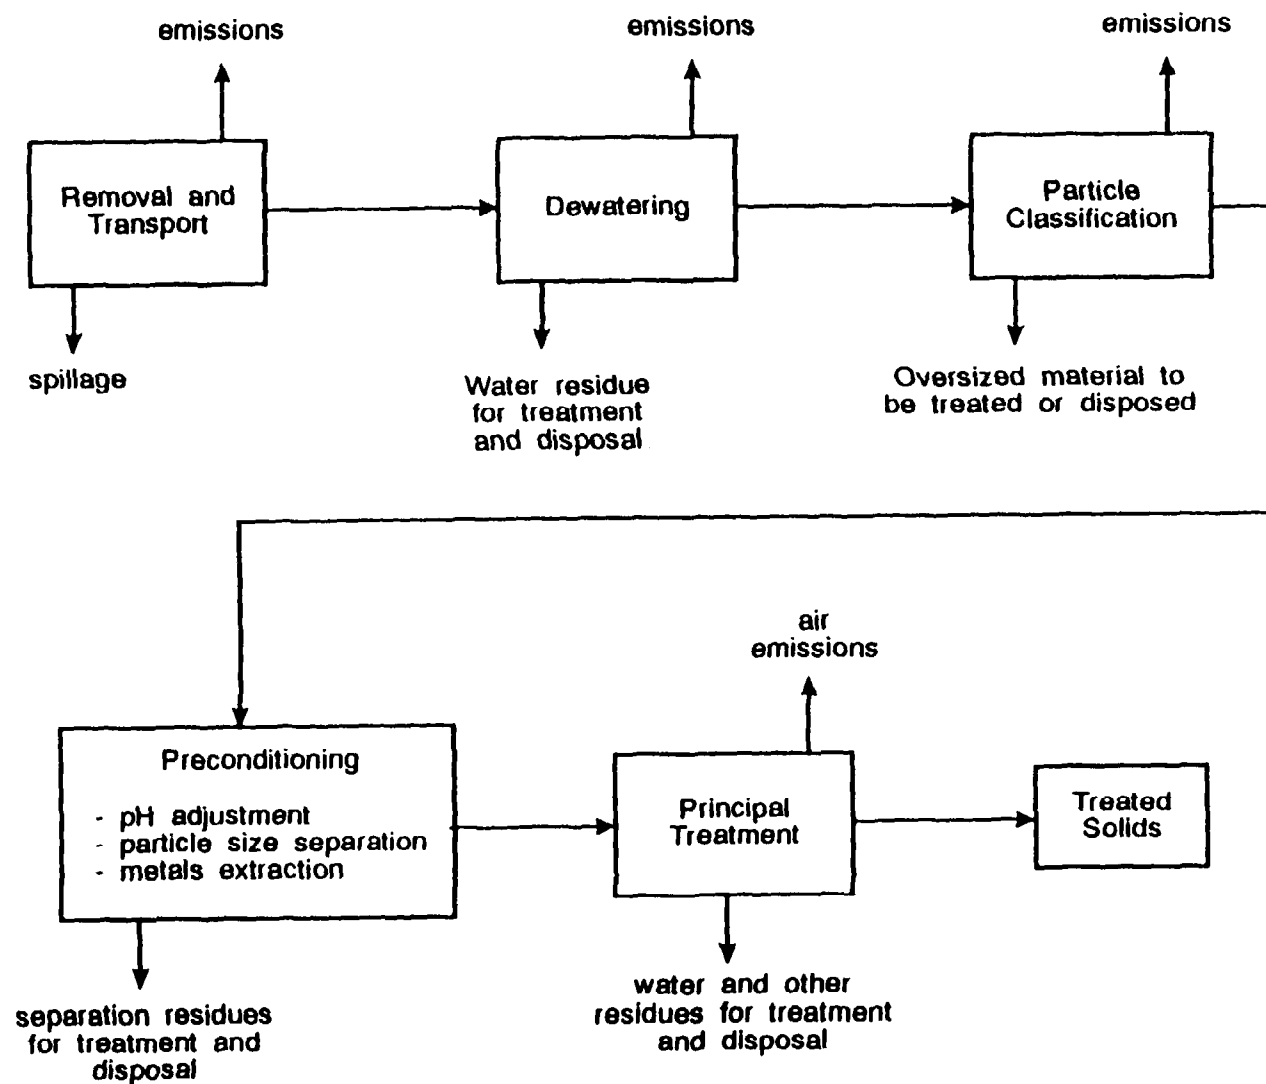 emissions
emissions
emissions
Removal and
Transport
Dewatering
Particle
Classification
spillage
Water residue
for treatment
and disposal
Oversized material to
be treated or disposed
air
emissions
Preconditioning
- pH adjustment
- particle size separation
- metals extraction
Principal
Treatment
Treated
Solids
separation residues
for treatment and
disposal
water and other
residues for treatment
and disposal